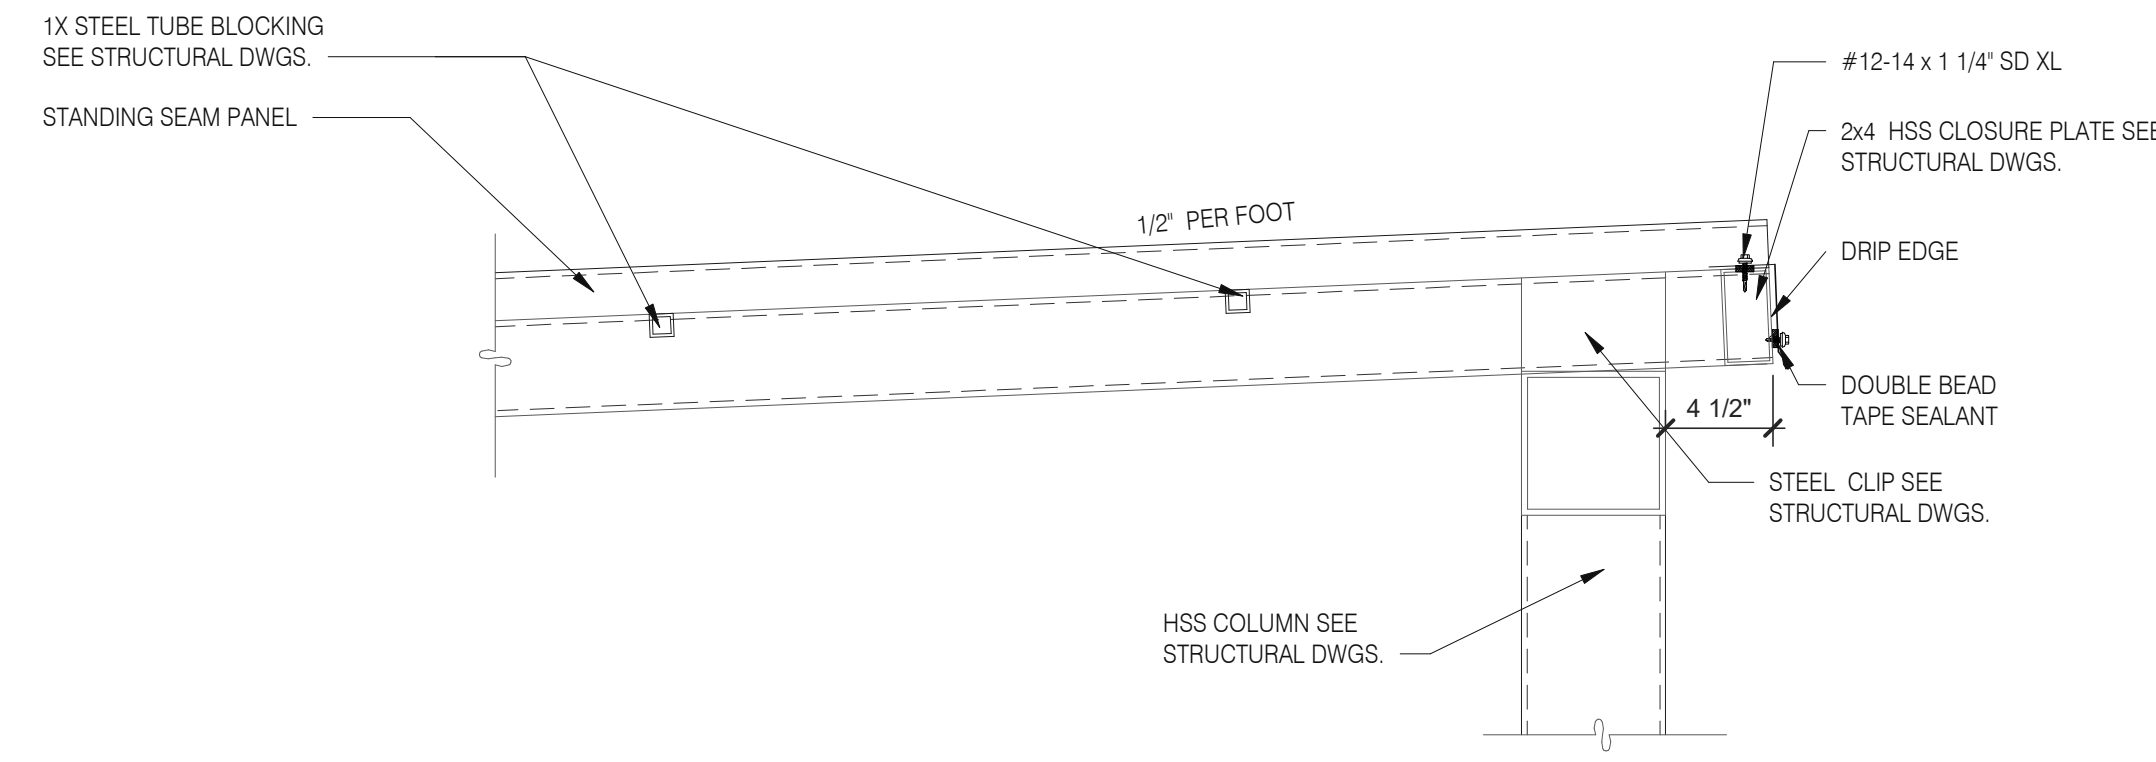 1X STEEL TUBE BLOCKING
SEE STRUCTURAL DWGS.
STANDING SEAM PANEL
1/2" PER FOOT
#12-14 x 1 1/4" SD XL
2x4 HSS CLOSURE PLATE SEE
STRUCTURAL DWGS.
DRIP EDGE
DOUBLE BEAD
TAPE SEALANT
4 1/2"
STEEL CLIP SEE
STRUCTURAL DWGS.
HSS COLUMN SEE
STRUCTURAL DWGS.